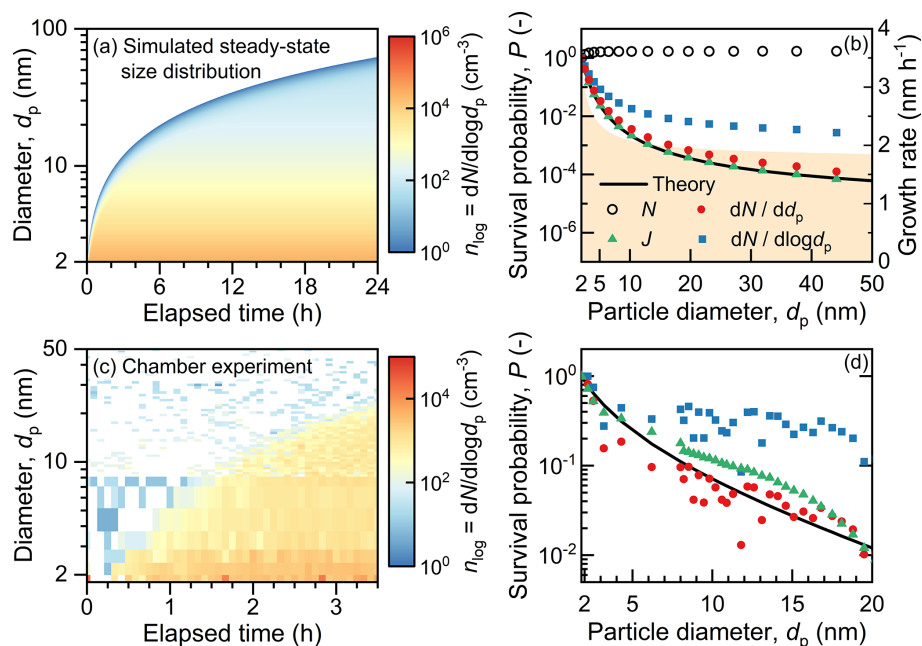 (a) Simulated steady-state
size distribution
Diameter, dp (nm)
100
10
2
0 6 12 18 24
Elapsed time (h)
10^6
10^4
10^2
10^0
nlog = dN/dlogdp (cm-3)
(b)
Survival probability, P (-)
10^0
10^-2
10^-4
10^-6
Theory
N
dN / ddp
J
dN / dlogdp
4
3
2
1
0
Growth rate (nm h-1)
2 5 10 20 30 40 50
Particle diameter, dp (nm)
(c) Chamber experiment
Diameter, dp (nm)
50
10
2
0 1 2 3
Elapsed time (h)
10^4
10^2
10^0
nlog = dN/dlogdp (cm-3)
(d)
Survival probability, P (-)
10^0
10^-1
10^-2
2 6 10 15 20
Particle diameter, dp (nm)